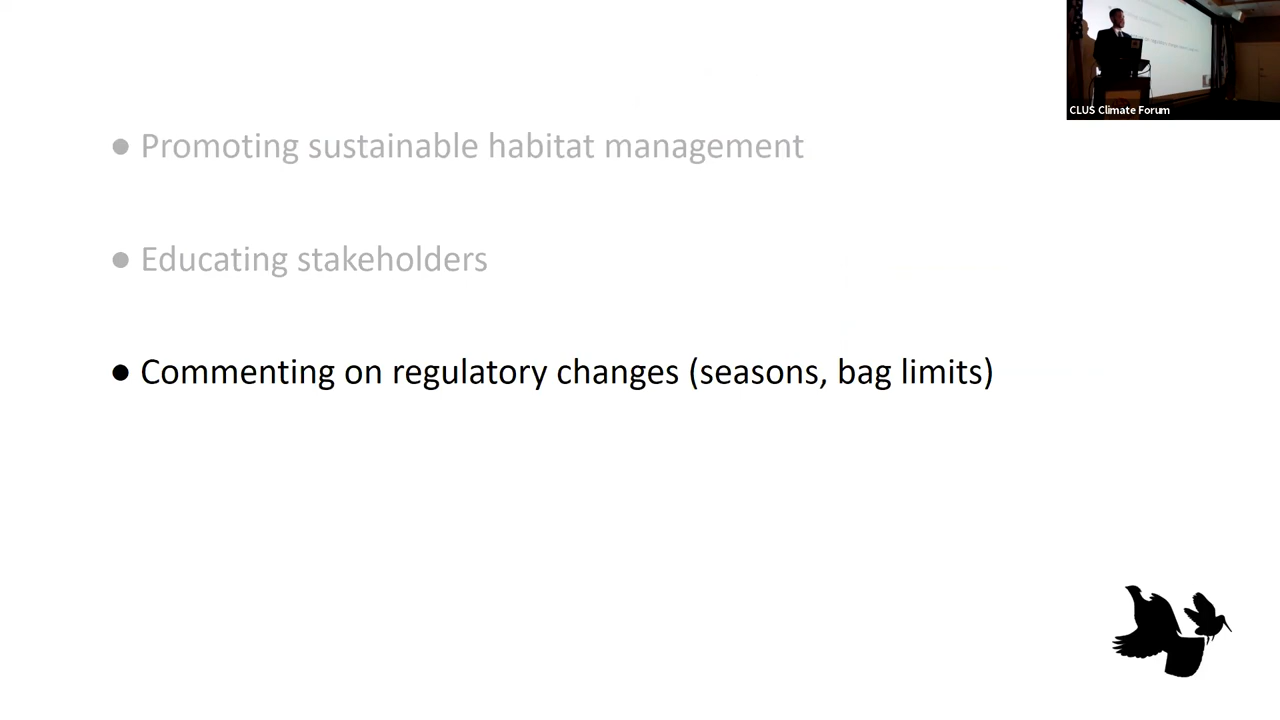 CLUS Climate Forum
● Promoting sustainable habitat management
● Educating stakeholders
● Commenting on regulatory changes (seasons, bag limits)